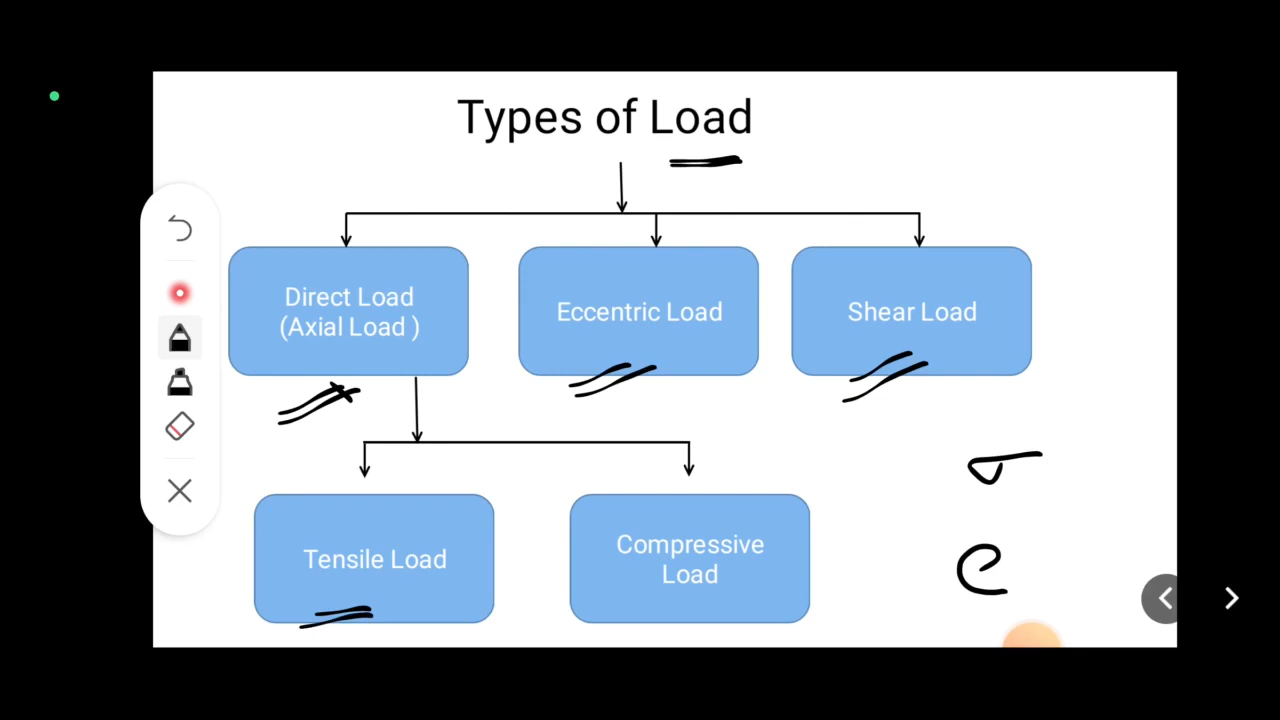 Types of Load
Direct Load
(Axial Load )
Eccentric Load
Shear Load
σ
Tensile Load
Compressive
Load
e